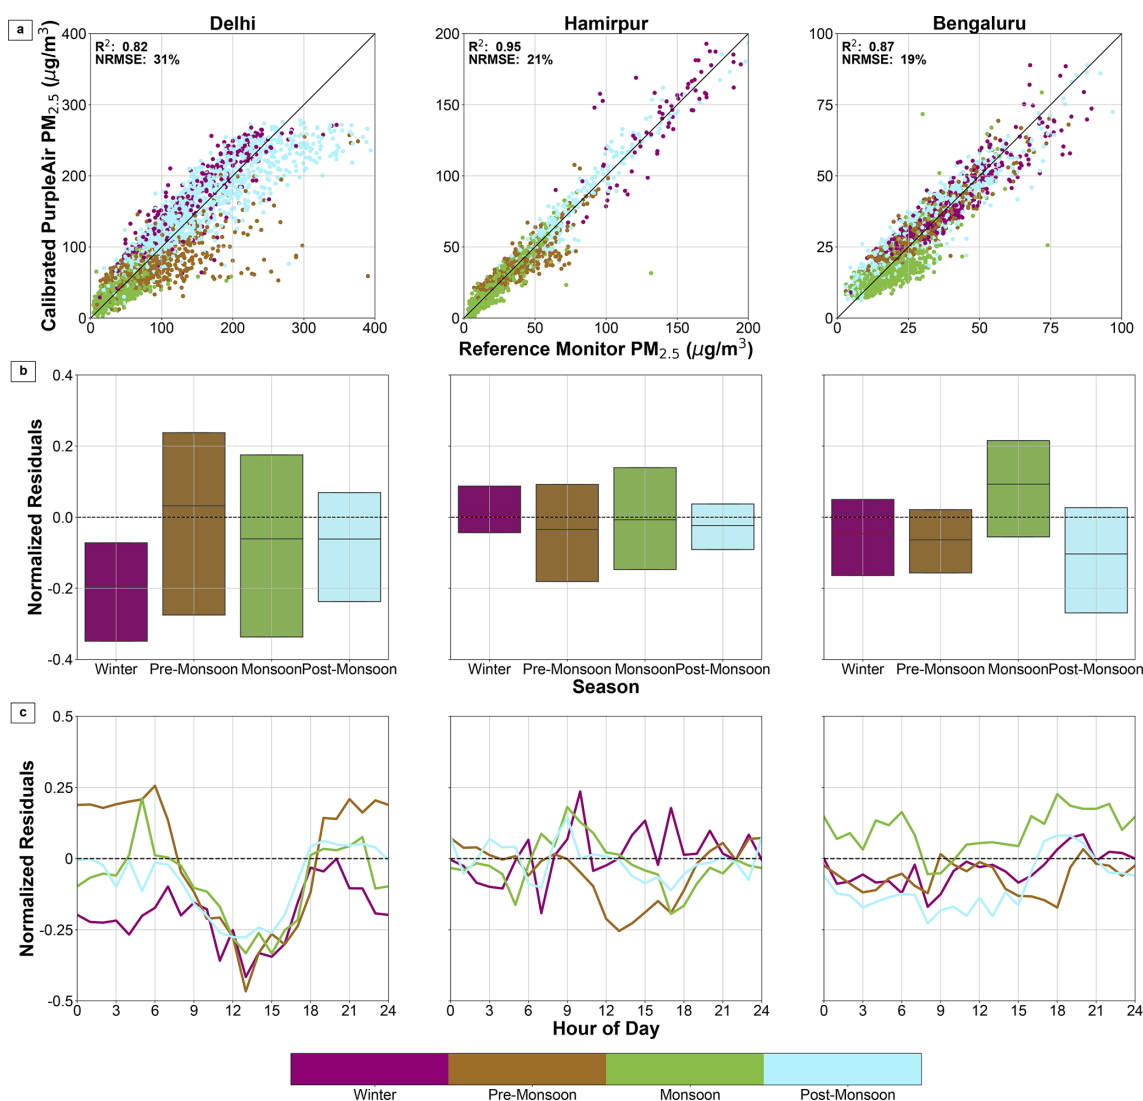 a
Delhi
Hamirpur
Bengaluru
Calibrated PurpleAir PM2.5 (μg/m³)
400
300
200
100
0
R²: 0.82
NRMSE: 31%
0 100 200 300 400
200
150
100
50
0
R²: 0.95
NRMSE: 21%
0 50 100 150 200
100
75
50
25
0
R²: 0.87
NRMSE: 19%
0 25 50 75 100
Reference Monitor PM2.5 (μg/m³)
b
Normalized Residuals
0.4
0.2
0.0
-0.2
-0.4
Winter Pre-Monsoon Monsoon Post-Monsoon
Winter Pre-Monsoon Monsoon Post-Monsoon
Winter Pre-Monsoon Monsoon Post-Monsoon
Season
c
Normalized Residuals
0.5
0.25
0
-0.25
-0.5
0 3 6 9 12 15 18 21 24
0 3 6 9 12 15 18 21 24
0 3 6 9 12 15 18 21 24
Hour of Day
Winter Pre-Monsoon Monsoon Post-Monsoon